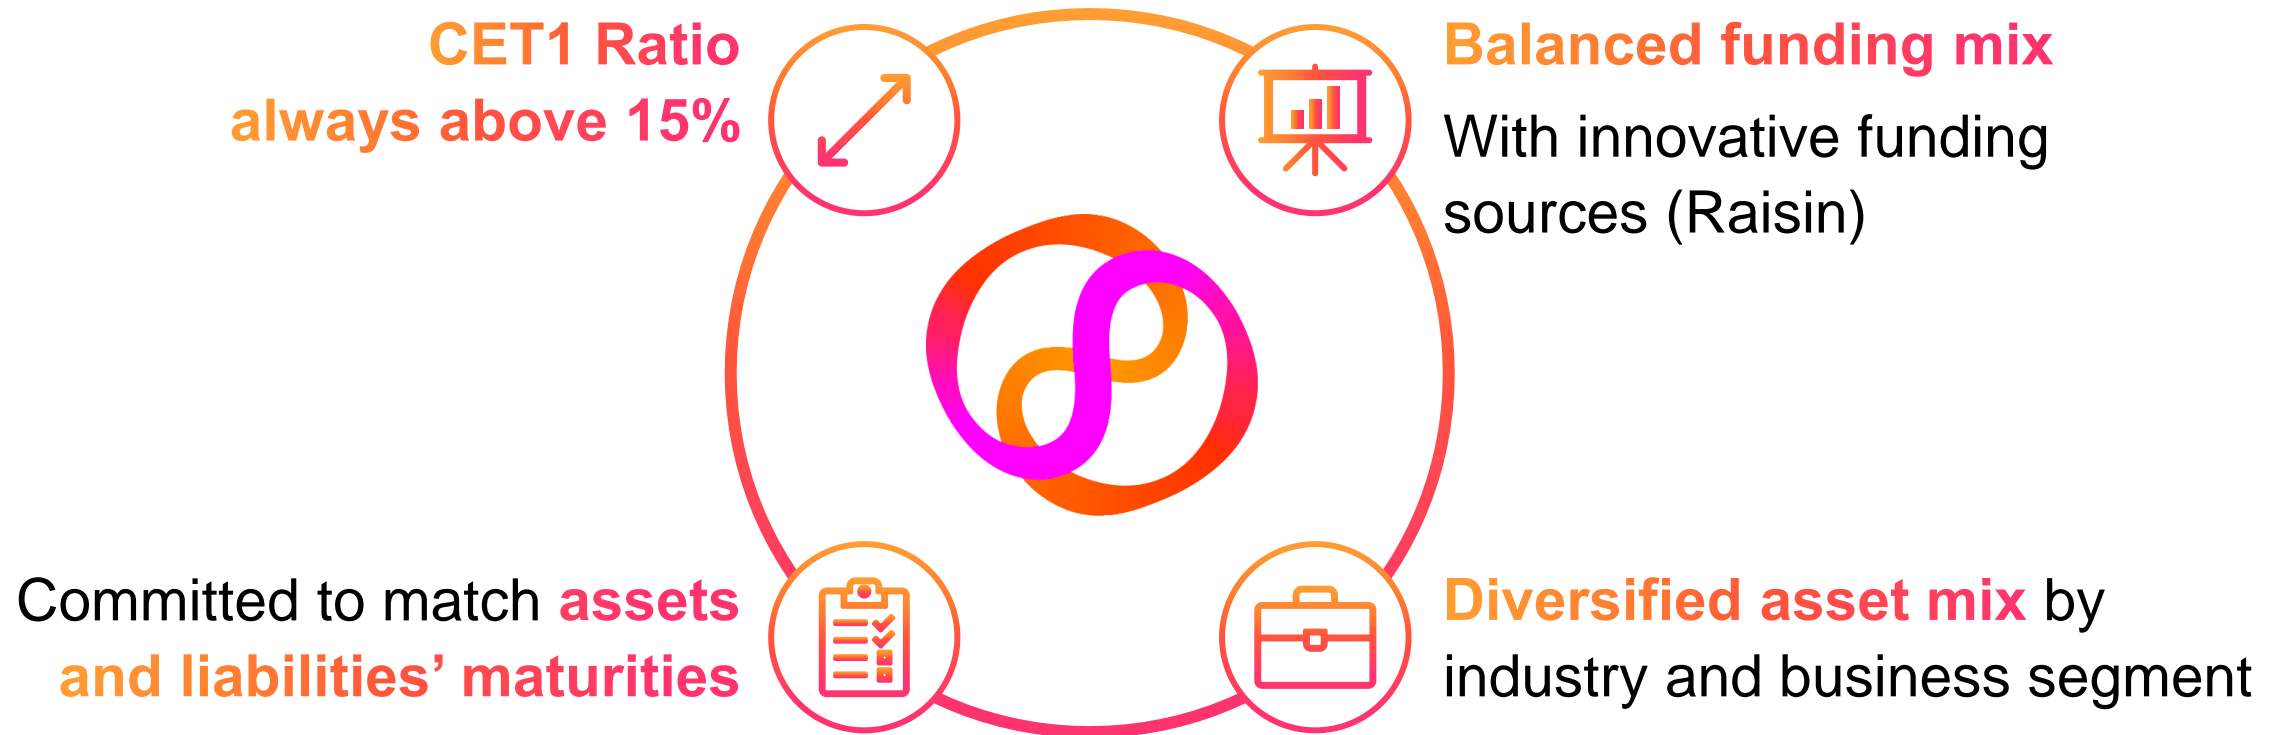 CET1 Ratio
always above 15%
Balanced funding mix
With innovative funding
sources (Raisin)
Committed to match assets
and liabilities’ maturities
Diversified asset mix by
industry and business segment